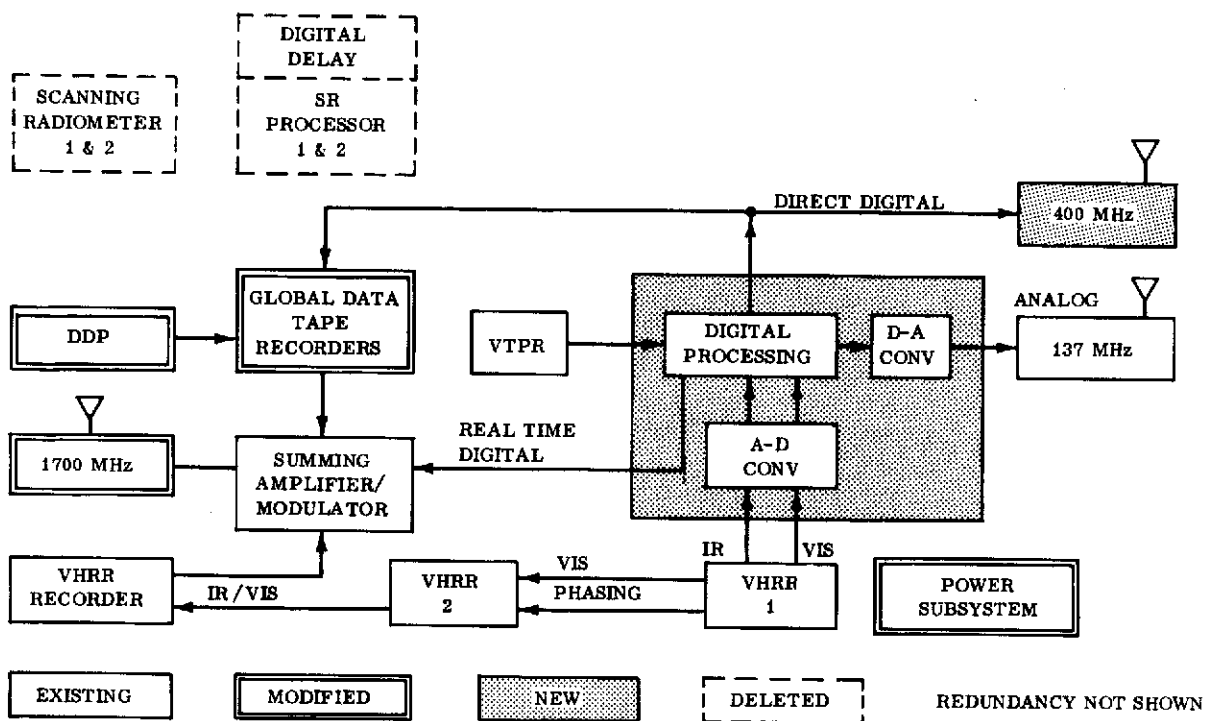 DIGITAL
DELAY
SCANNING
RADIOMETER
1 & 2
SR
PROCESSOR
1 & 2
DIRECT DIGITAL
400 MHz
GLOBAL DATA
TAPE
RECORDERS
DDP
VTPR
DIGITAL
PROCESSING
D-A
CONV
ANALOG
137 MHz
1700 MHz
SUMMING
AMPLIFIER/
MODULATOR
REAL TIME
DIGITAL
A-D
CONV
IR
VIS
VHRR
RECORDER
IR/VIS
VHRR
2
VIS
PHASING
VHRR
1
POWER
SUBSYSTEM
EXISTING
MODIFIED
NEW
DELETED
REDUNDANCY NOT SHOWN